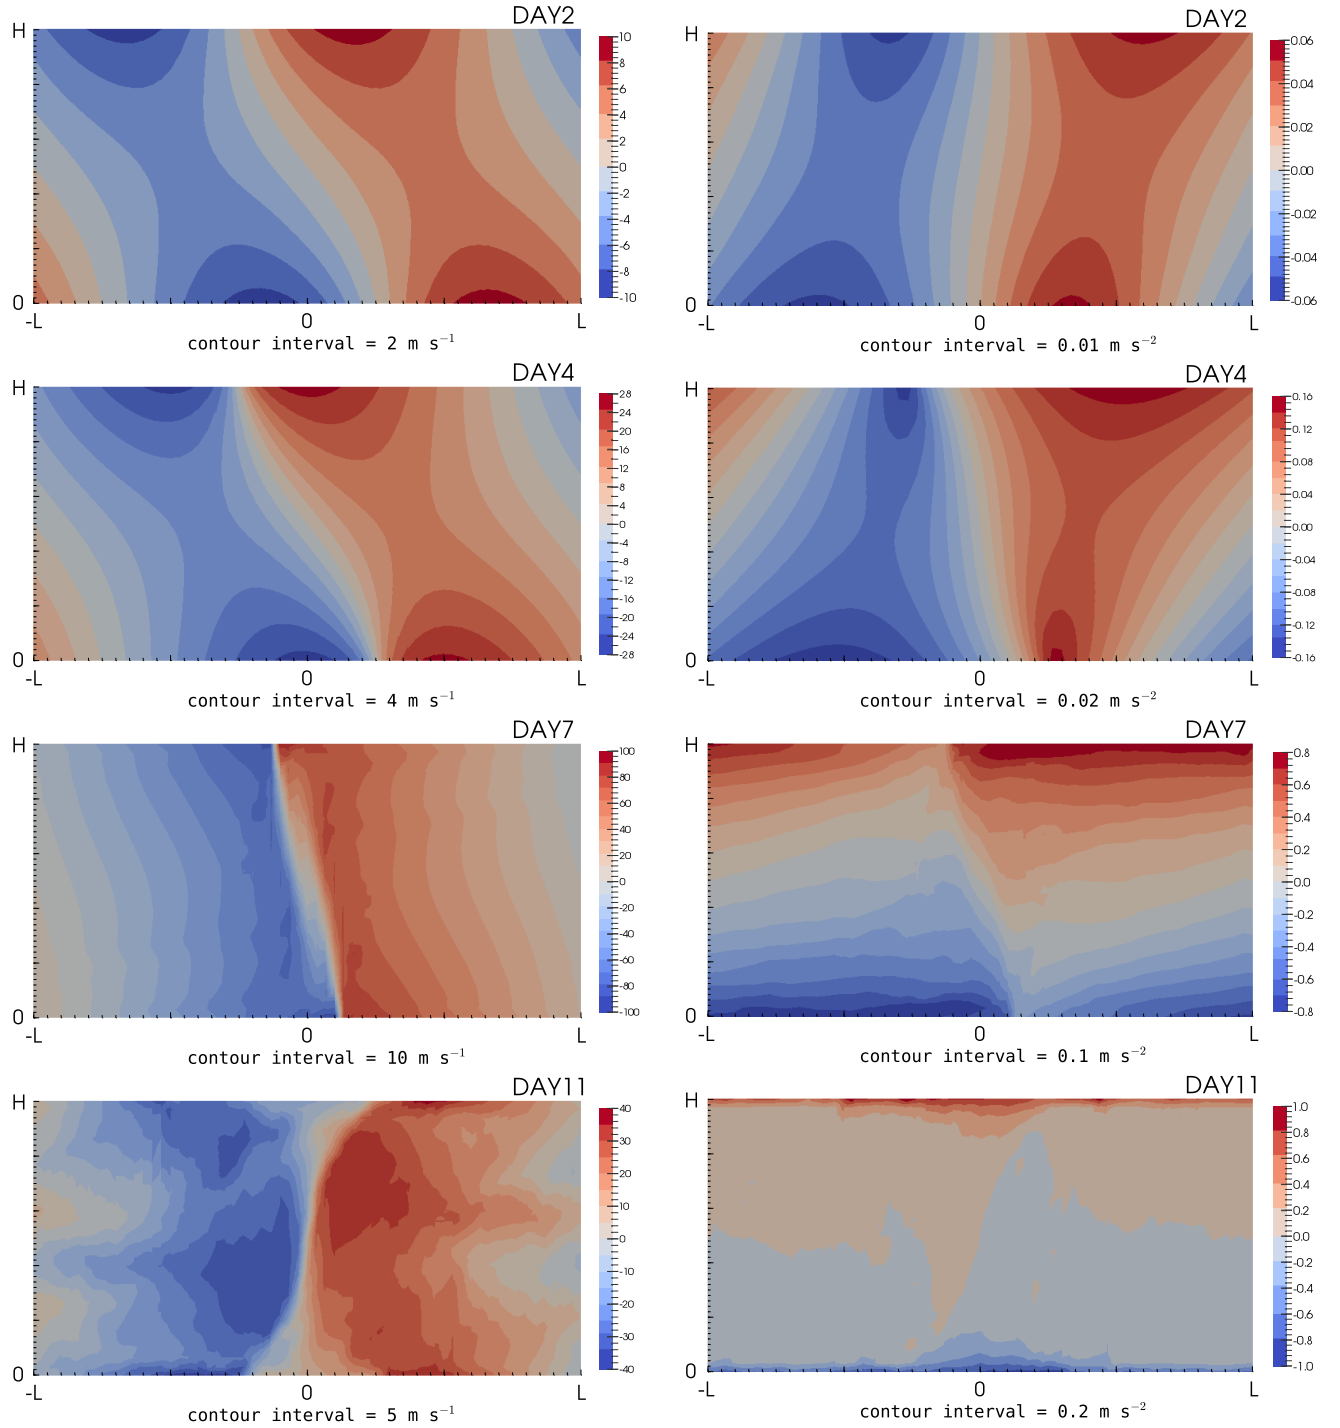 DAY2
H
0
-L 0 L
10
8
6
4
2
0
-2
-4
-6
-8
-10
contour interval = 2 m s⁻¹
DAY2
H
0
-L 0 L
0.06
0.04
0.02
0.00
-0.02
-0.04
-0.06
contour interval = 0.01 m s⁻²
DAY4
H
0
-L 0 L
28
24
20
16
12
8
4
0
-4
-8
-12
-16
-20
-24
-28
contour interval = 4 m s⁻¹
DAY4
H
0
-L 0 L
0.16
0.12
0.08
0.04
0.00
-0.04
-0.08
-0.12
-0.16
contour interval = 0.02 m s⁻²
DAY7
H
0
-L 0 L
100
80
60
40
20
0
-20
-40
-60
-80
-100
contour interval = 10 m s⁻¹
DAY7
H
0
-L 0 L
0.8
0.6
0.4
0.2
0.0
-0.2
-0.4
-0.6
-0.8
contour interval = 0.1 m s⁻²
DAY11
H
0
-L 0 L
40
30
20
10
0
-10
-20
-30
-40
contour interval = 5 m s⁻¹
DAY11
H
0
-L 0 L
1.0
0.8
0.6
0.4
0.2
0.0
-0.2
-0.4
-0.6
-0.8
-1.0
contour interval = 0.2 m s⁻²